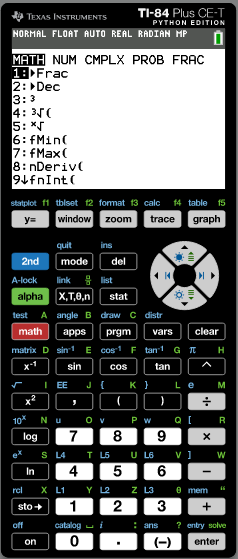 TEXAS INSTRUMENTS TI-84 Plus CE-T
PYTHON EDITION
NORMAL FLOAT AUTO REAL RADIAN MP
MATH NUM CMPLX PROB FRAC
1:►Frac
2:►Dec
3:³
4:³√(
5:ˣ√
6:fMin(
7:fMax(
8:nDeriv(
9↓fnInt(
statplot f1 tblset f2 format f3 calc f4 table f5
y= window zoom trace graph
quit ins
2nd mode del
A-lock link list
alpha X,T,θ,n stat
test A angle B draw C distr
math apps prgm vars clear
matrix D sin⁻¹ E cos⁻¹ F tan⁻¹ G π H
x⁻¹ sin cos tan ^
√ I EE J { K } L e M
x² , ( ) ÷
10ˣ N u O v P w Q [ R
log 7 8 9 ×
eˣ S L4 T L5 U L6 V ] W
ln 4 5 6 −
rcl X L1 Y L2 Z L3 θ mem "
sto→ 1 2 3 +
off catalog ⎵ i : ans ? entry solve
on 0 . (−) enter